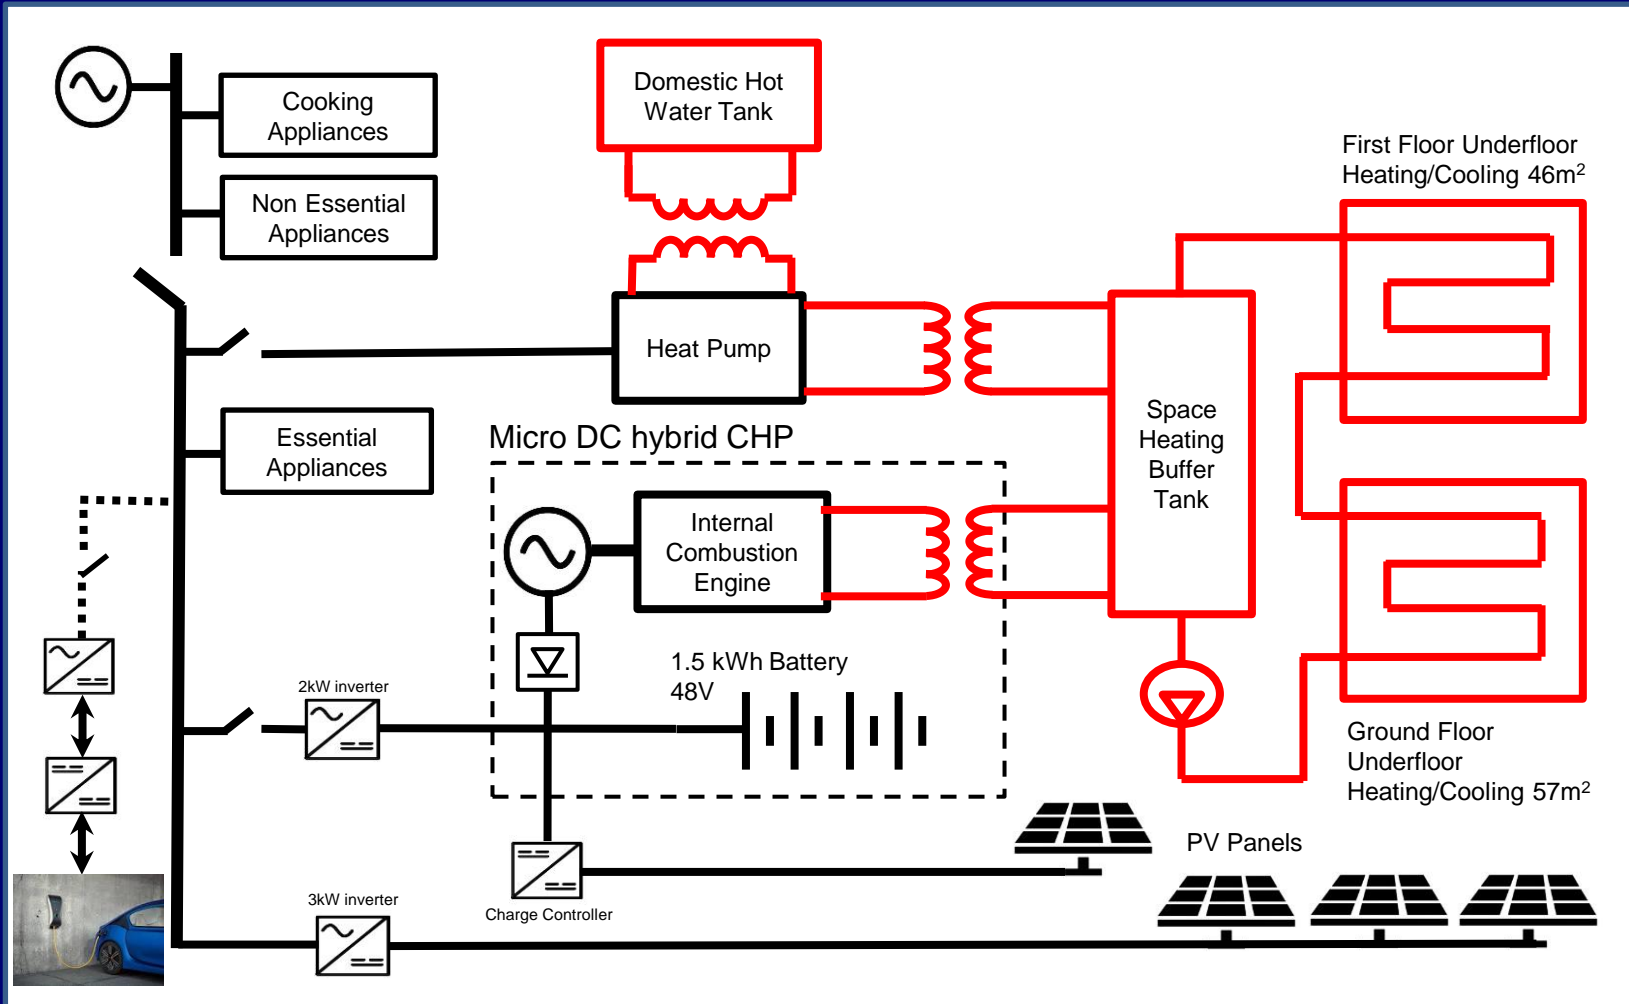 Cooking
Appliances
Non Essential
Appliances
Domestic Hot
Water Tank
First Floor Underfloor
Heating/Cooling 46m²
Heat Pump
Essential
Appliances
Micro DC hybrid CHP
Internal
Combustion
Engine
Space
Heating
Buffer
Tank
1.5 kWh Battery
48V
2kW inverter
Ground Floor
Underfloor
Heating/Cooling 57m²
PV Panels
Charge Controller
3kW inverter